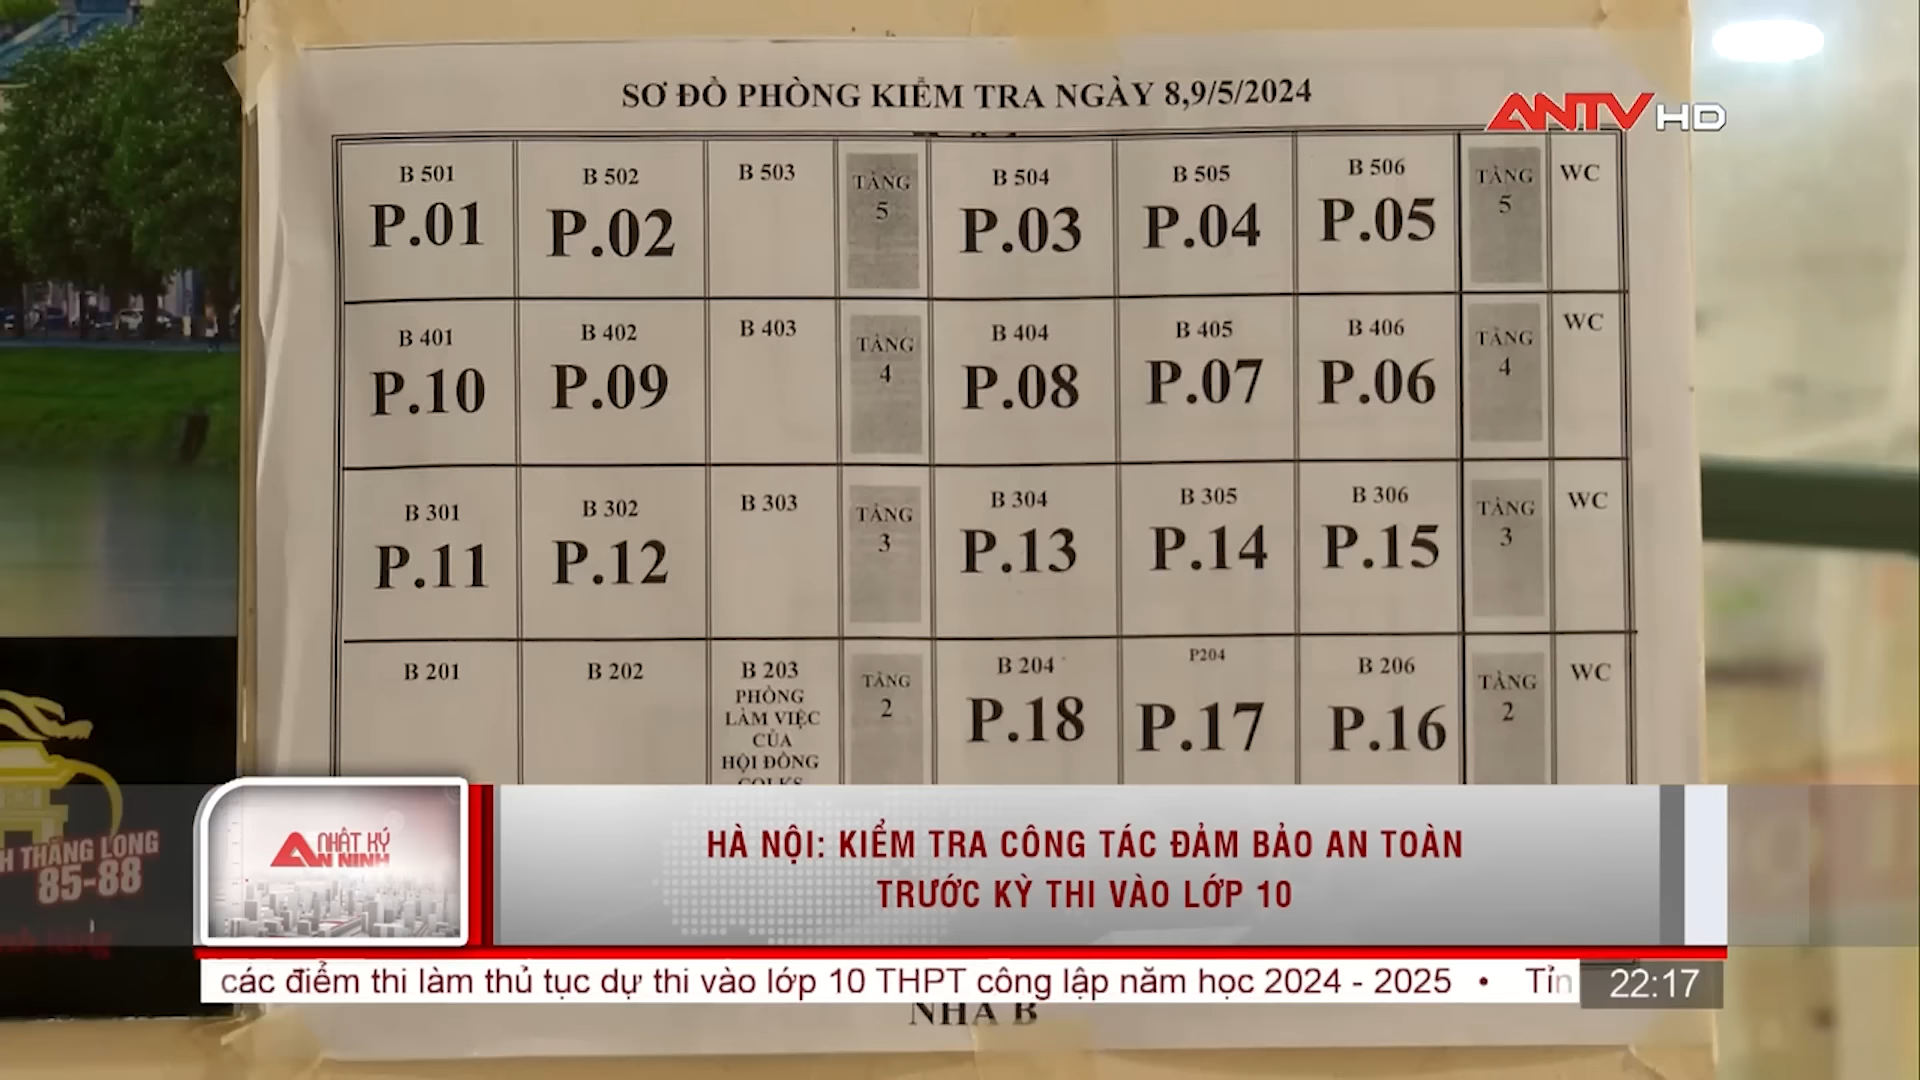 SƠ ĐỒ PHÒNG KIỂM TRA NGÀY 8,9/5/2024
ANTV HD
B 501 B 502 B 503 TẦNG B 504 B 505 B 506 TẦNG WC
P.01 P.02 5 P.03 P.04 P.05 5
B 401 B 402 B 403 TẦNG B 404 B 405 B 406 TẦNG WC
P.10 P.09 4 P.08 P.07 P.06 4
B 301 B 302 B 303 TẦNG B 304 B 305 B 306 TẦNG WC
P.11 P.12 3 P.13 P.14 P.15 3
B 201 B 202 B 203 TẦNG B 204 P204 B 206 TẦNG WC
PHÒNG 2 P.18 P.17 P.16 2
LÀM VIỆC
CỦA
HỘI ĐỒNG
NHẬT KÝ
AN NINH
HÀ NỘI: KIỂM TRA CÔNG TÁC ĐẢM BẢO AN TOÀN
TRƯỚC KỲ THI VÀO LỚP 10
H THĂNG LONG
85-88
các điểm thi làm thủ tục dự thi vào lớp 10 THPT công lập năm học 2024 - 2025 • Tỉn
22:17
NHÀ B